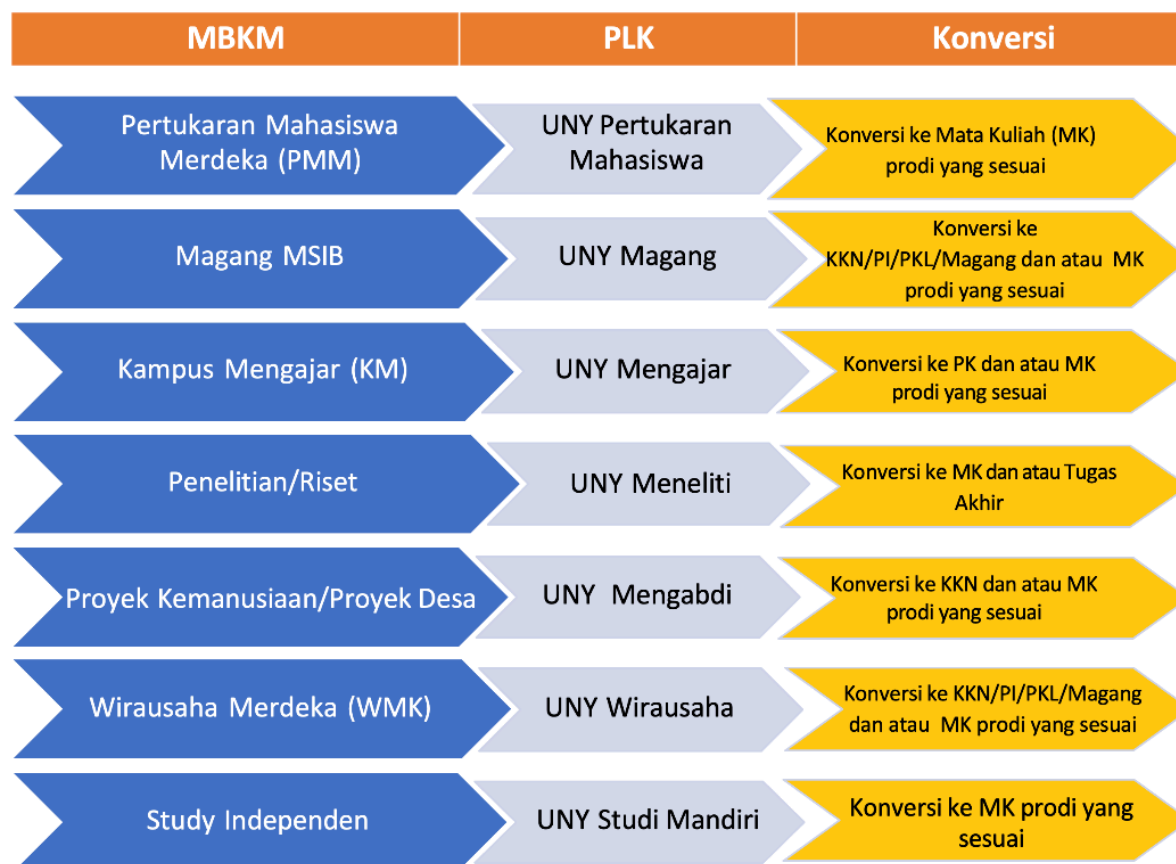 MBKM
PLK
Konversi
Pertukaran Mahasiswa
Merdeka (PMM)
UNY Pertukaran
Mahasiswa
Konversi ke Mata Kuliah (MK)
prodi yang sesuai
Magang MSIB
UNY Magang
Konversi ke
KKN/PI/PKL/Magang dan atau MK
prodi yang sesuai
Kampus Mengajar (KM)
UNY Mengajar
Konversi ke PK dan atau MK
prodi yang sesuai
Penelitian/Riset
UNY Meneliti
Konversi ke MK dan atau Tugas
Akhir
Proyek Kemanusiaan/Proyek Desa
UNY Mengabdi
Konversi ke KKN dan atau MK
prodi yang sesuai
Wirausaha Merdeka (WMK)
UNY Wirausaha
Konversi ke KKN/PI/PKL/Magang
dan atau MK prodi yang sesuai
Study Independen
UNY Studi Mandiri
Konversi ke MK prodi yang
sesuai